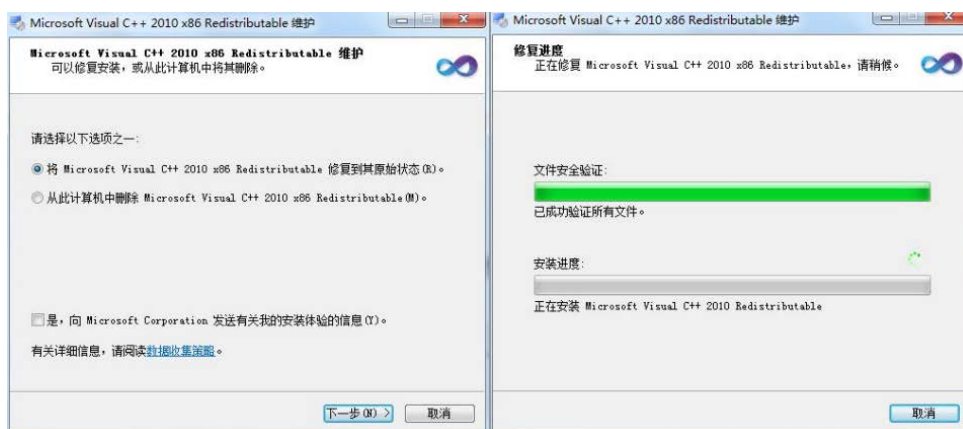 Microsoft Visual C++ 2010 x86 Redistributable 维护
Microsoft Visual C++ 2010 x86 Redistributable 维护
可以修复安装，或从此计算机中将其删除。
请选择以下选项之一：
将 Microsoft Visual C++ 2010 x86 Redistributable 修复到其原始状态(R)。
从此计算机中删除 Microsoft Visual C++ 2010 x86 Redistributable(M)。
是，向 Microsoft Corporation 发送有关我的安装体验的信息(Y)。
有关详细信息，请阅读数据收集策略。
下一步(N) >
取消
Microsoft Visual C++ 2010 x86 Redistributable 维护
修复进度
正在修复 Microsoft Visual C++ 2010 x86 Redistributable，请稍候。
文件安全验证：
已成功验证所有文件。
安装进度：
正在安装 Microsoft Visual C++ 2010 Redistributable
取消